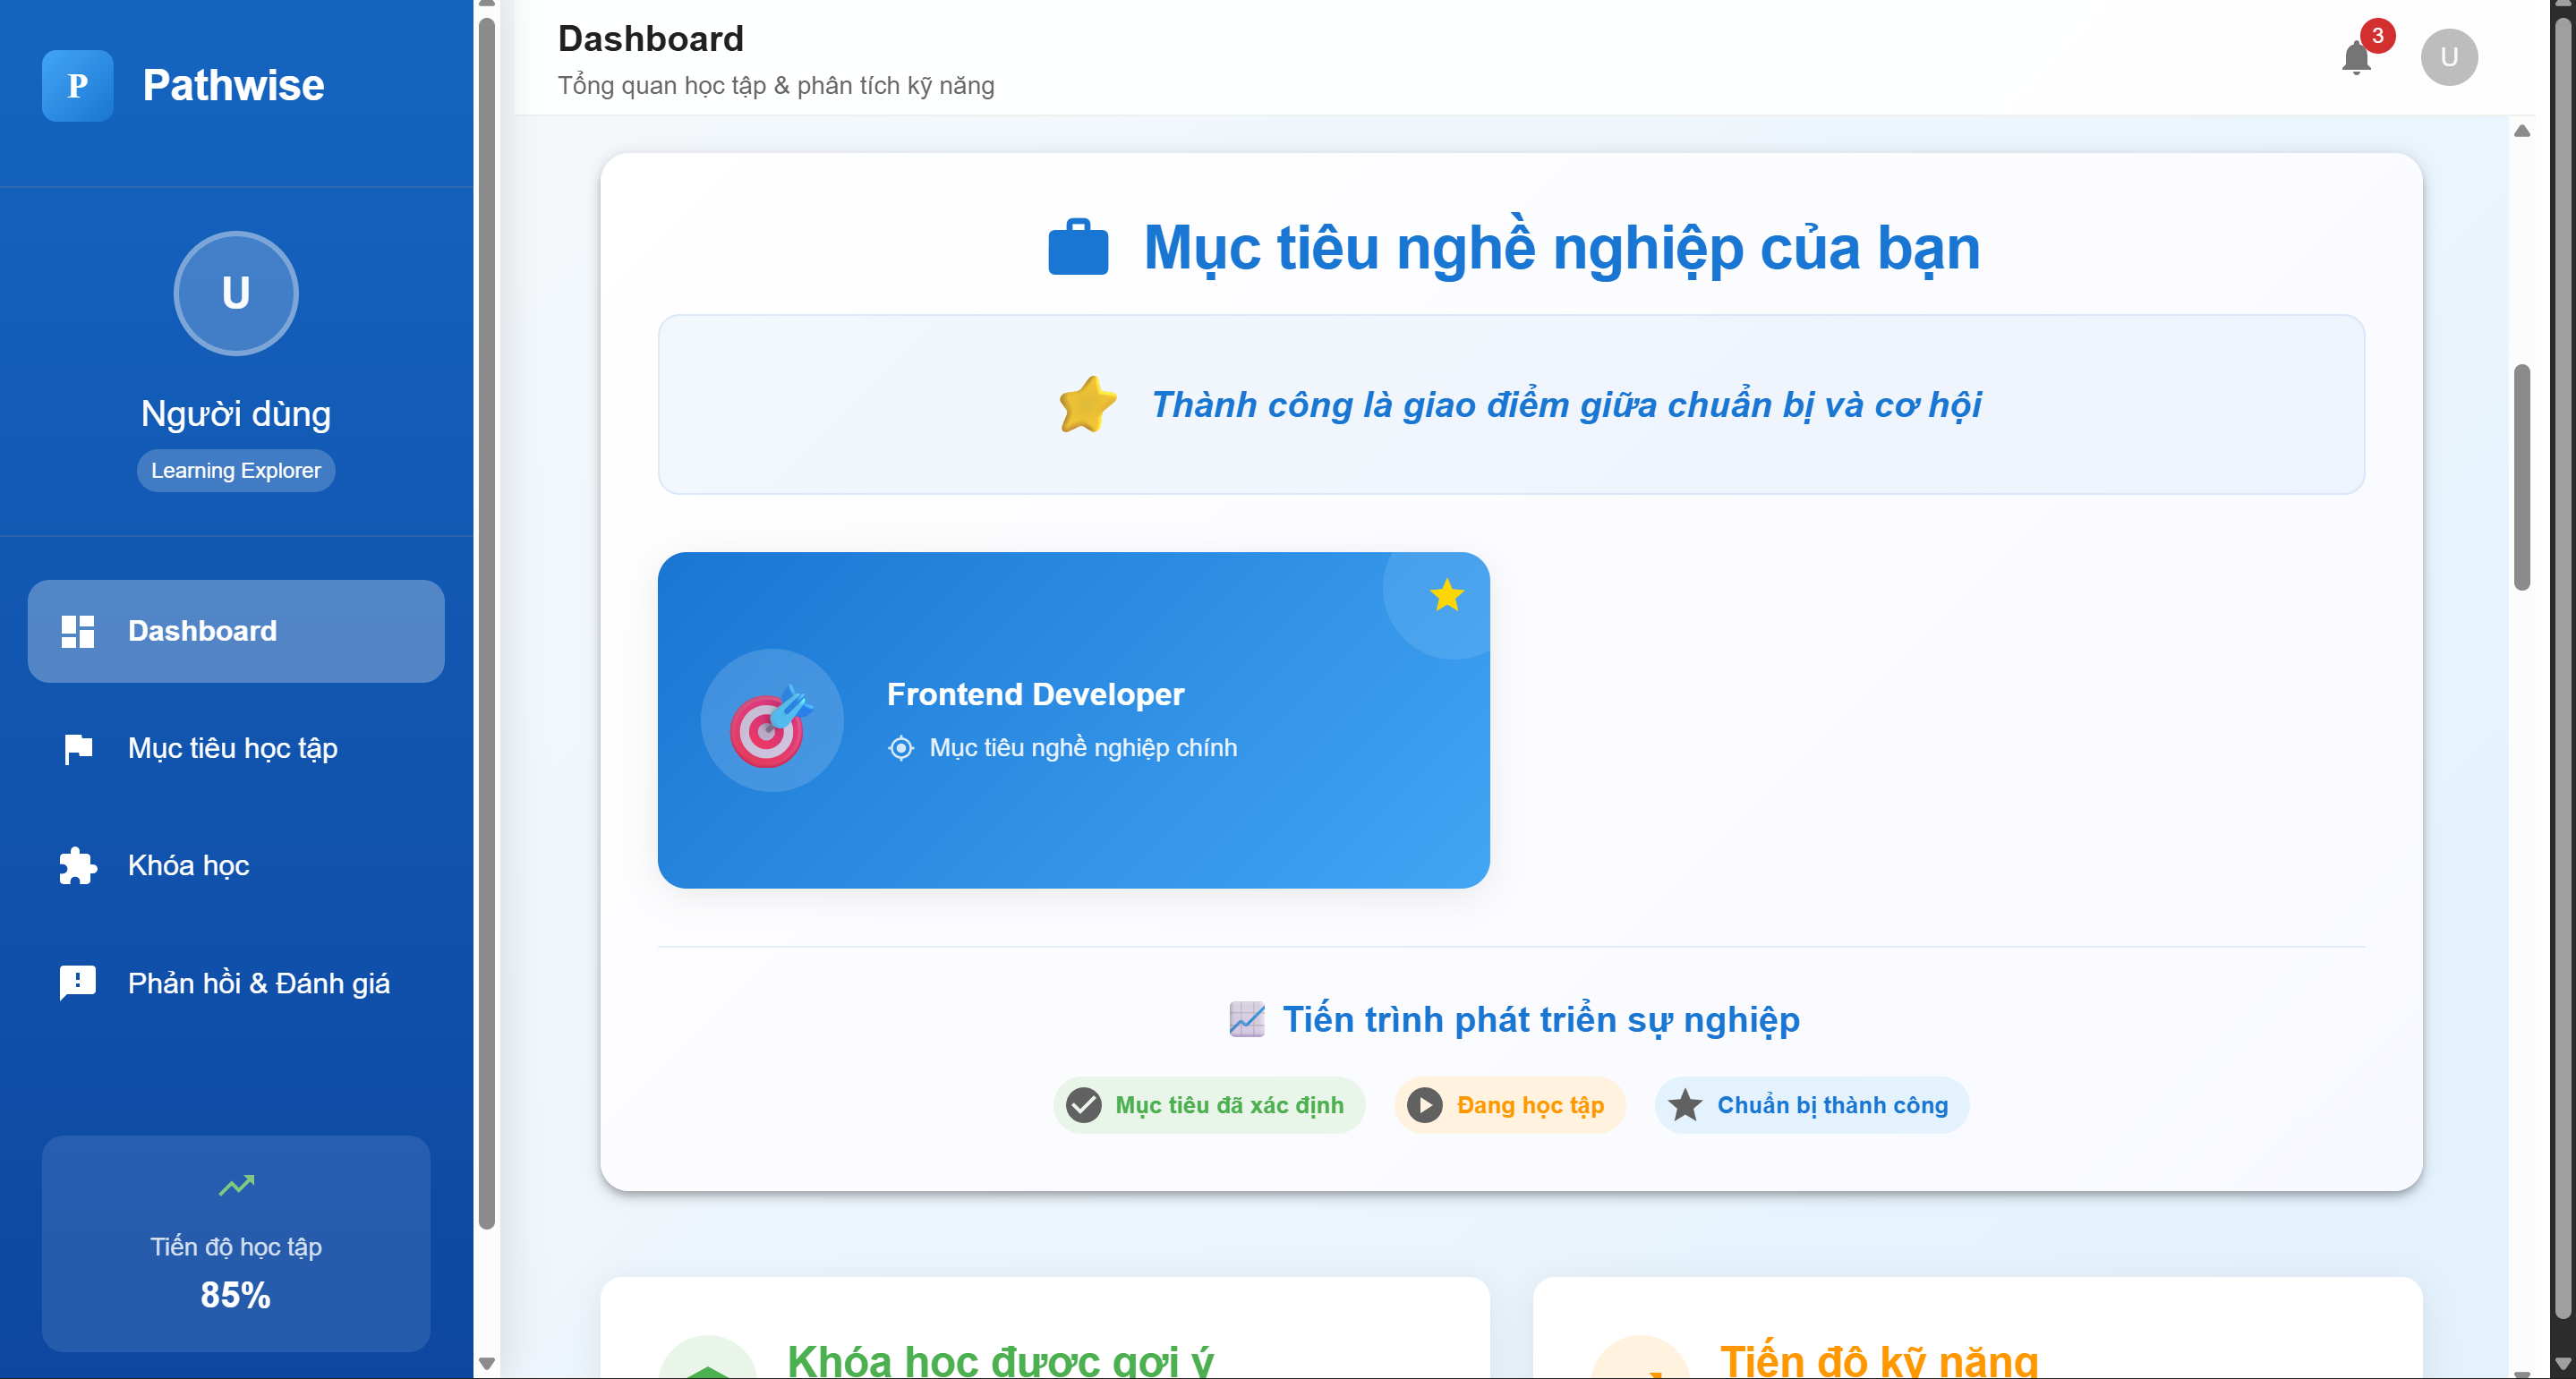 P
Pathwise
U
Người dùng
Learning Explorer
Dashboard
Mục tiêu học tập
Khóa học
Phản hồi & Đánh giá
Tiến độ học tập
85%
Dashboard
Tổng quan học tập & phân tích kỹ năng
3
U
Mục tiêu nghề nghiệp của bạn
Thành công là giao điểm giữa chuẩn bị và cơ hội
Frontend Developer
Mục tiêu nghề nghiệp chính
Tiến trình phát triển sự nghiệp
Mục tiêu đã xác định
Đang học tập
Chuẩn bị thành công
Khóa học được gợi ý
Tiến độ kỹ năng